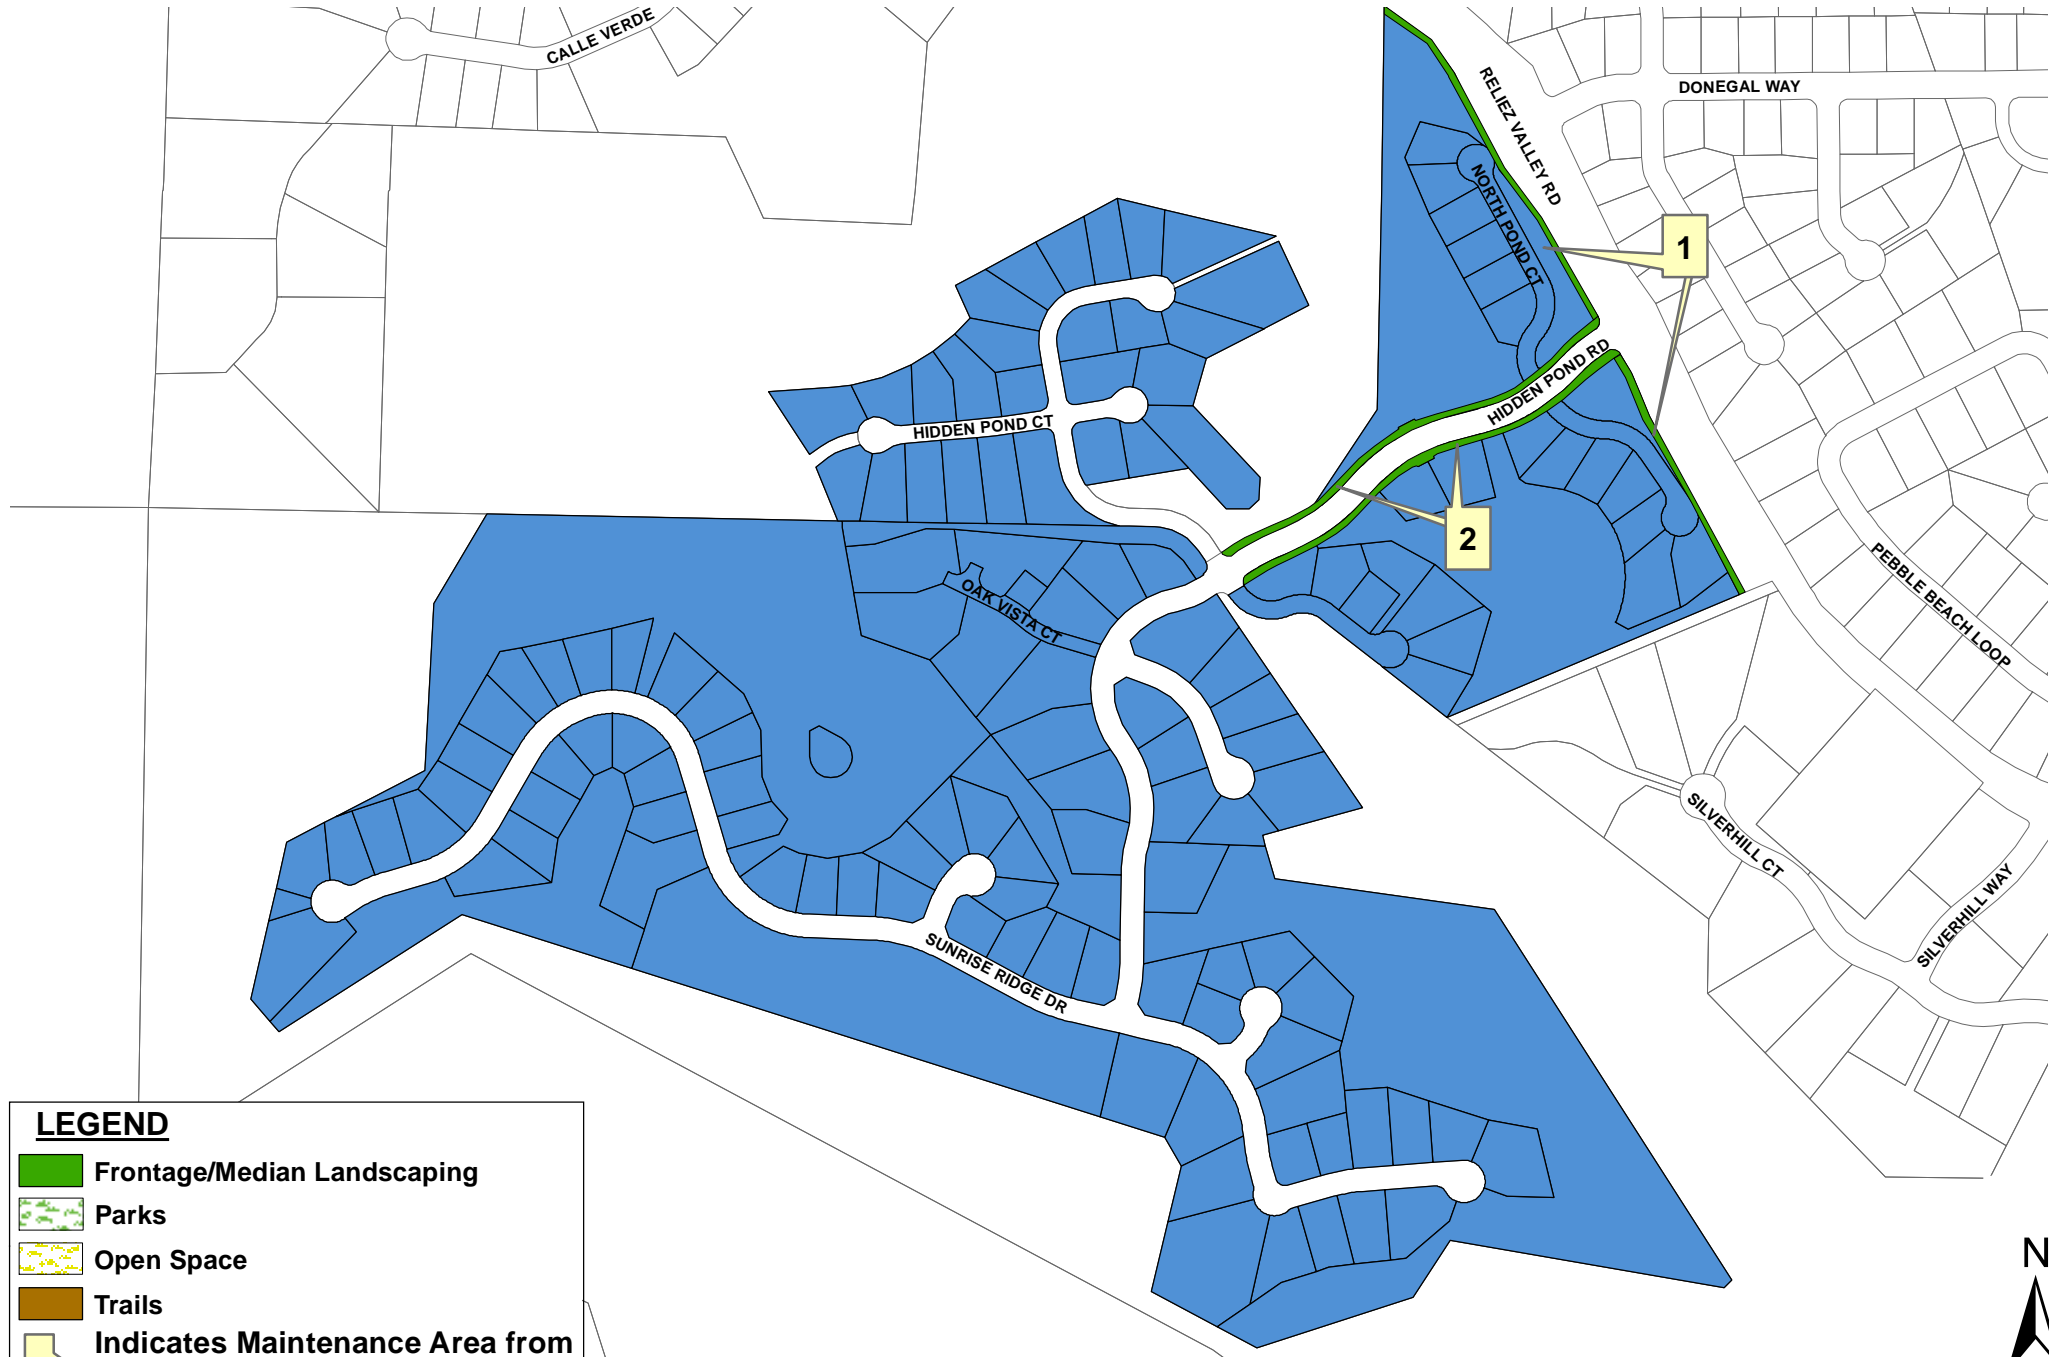 CALLE VERDE
DONEGAL WAY
RELIEZ VALLEY RD
NORTH POND CT
1
HIDDEN POND RD
HIDDEN POND CT
2
OAK VISTA CT
PEBBLE BEACH LOOP
SILVERHILL CT
SILVERHILL WAY
SUNRISE RIDGE DR
LEGEND
Frontage/Median Landscaping
Parks
Open Space
Trails
Indicates Maintenance Area from
N